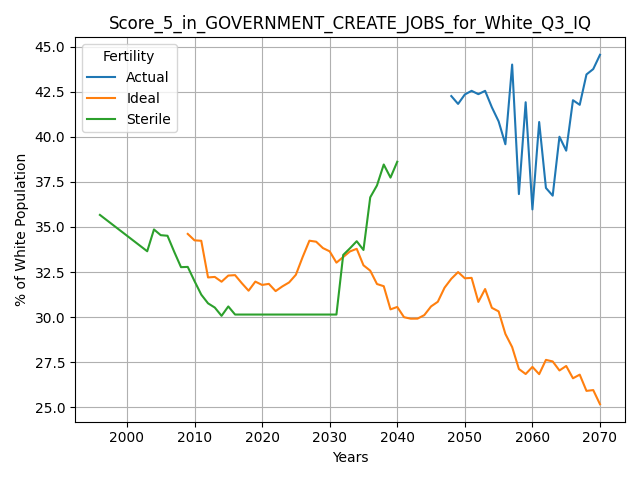 Score_5_in_GOVERNMENT_CREATE_JOBS_for_White_Q3_IQ
% of White Population
45.0
42.5
40.0
37.5
35.0
32.5
30.0
27.5
25.0
Fertility
Actual
Ideal
Sterile
2000
2010
2020
2030
2040
2050
2060
2070
Years